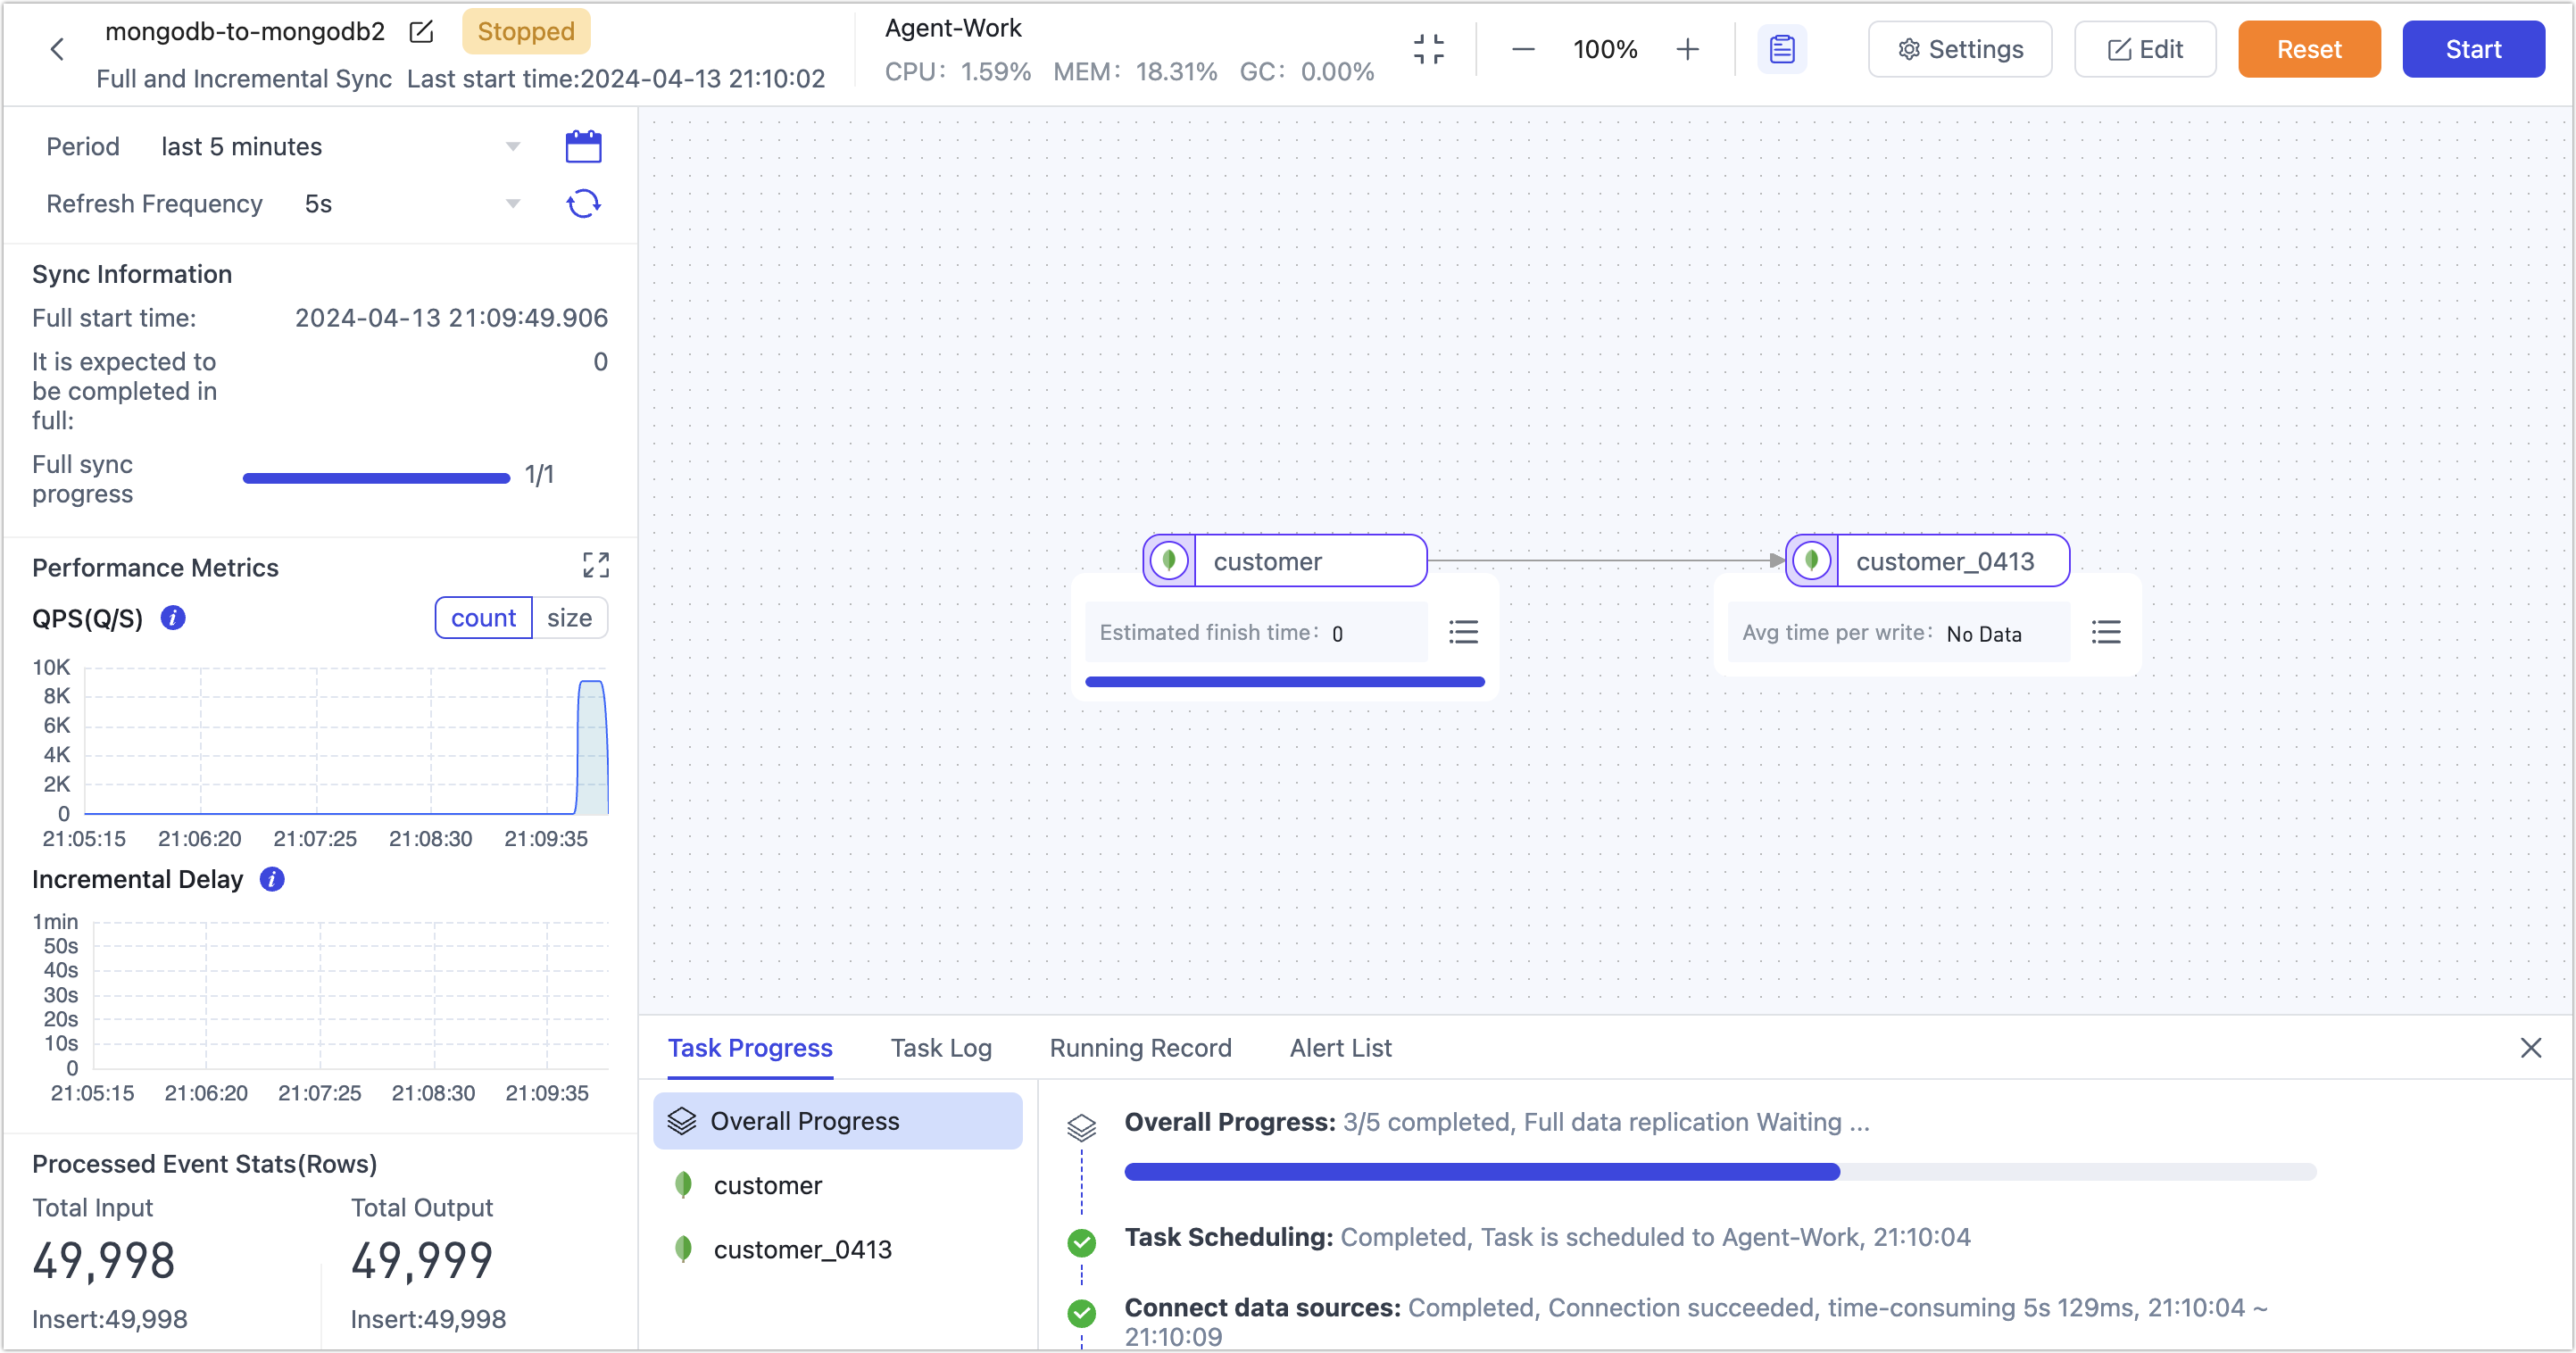 mongodb-to-mongodb2 Stopped
Full and Incremental Sync Last start time:2024-04-13 21:10:02
Agent-Work
CPU: 1.59% MEM: 18.31% GC: 0.00%
100%
Settings
Edit
Reset
Start
Period last 5 minutes
Refresh Frequency 5s
Sync Information
Full start time: 2024-04-13 21:09:49.906
It is expected to be completed in full: 0
Full sync progress 1/1
Performance Metrics
QPS(Q/S) i count size
10K
8K
6K
4K
2K
0
21:05:15 21:06:20 21:07:25 21:08:30 21:09:35
Incremental Delay i
1min
50s
40s
30s
20s
10s
0
21:05:15 21:06:20 21:07:25 21:08:30 21:09:35
Processed Event Stats(Rows)
Total Input Total Output
49,998 49,999
Insert:49,998 Insert:49,998
customer
Estimated finish time: 0
customer_0413
Avg time per write: No Data
Task Progress Task Log Running Record Alert List
Overall Progress
customer
customer_0413
Overall Progress: 3/5 completed, Full data replication Waiting ...
Task Scheduling: Completed, Task is scheduled to Agent-Work, 21:10:04
Connect data sources: Completed, Connection succeeded, time-consuming 5s 129ms, 21:10:04 ~
21:10:09